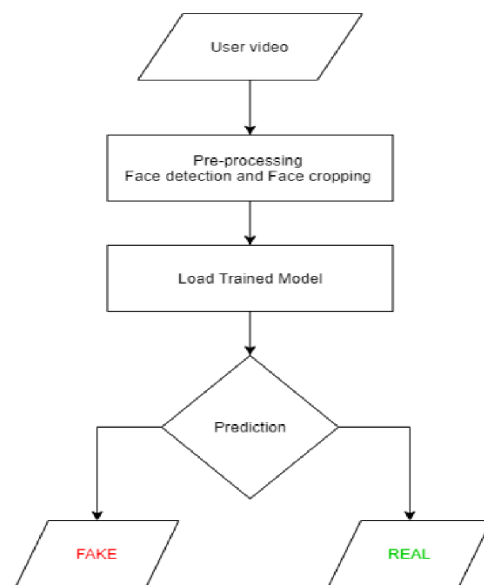 User video
Pre-processing
Face detection and Face cropping
Load Trained Model
Prediction
FAKE
REAL